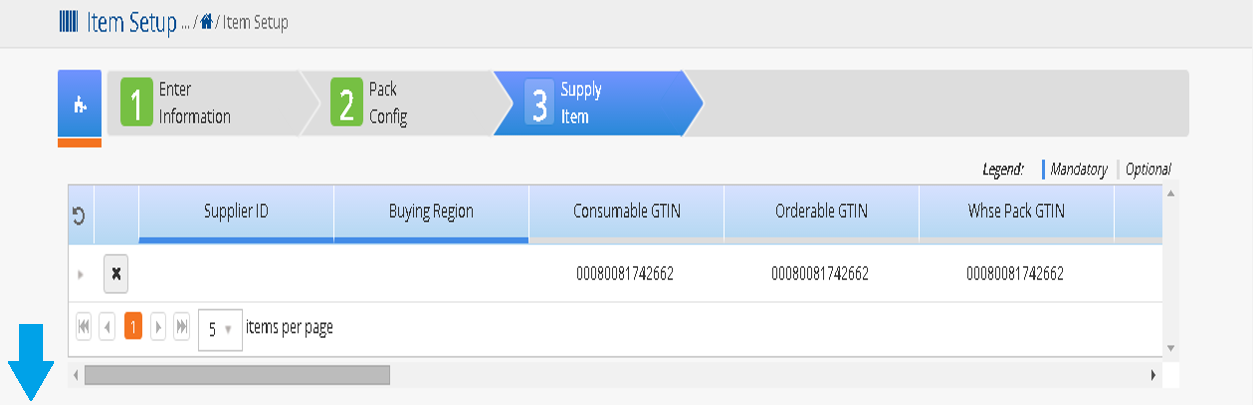 Item Setup ... / / Item Setup
1 Enter Information
2 Pack Config
3 Supply Item
Legend: Mandatory Optional
Supplier ID Buying Region Consumable GTIN Orderable GTIN Whse Pack GTIN
00080081742662 00080081742662 00080081742662
1 5 items per page